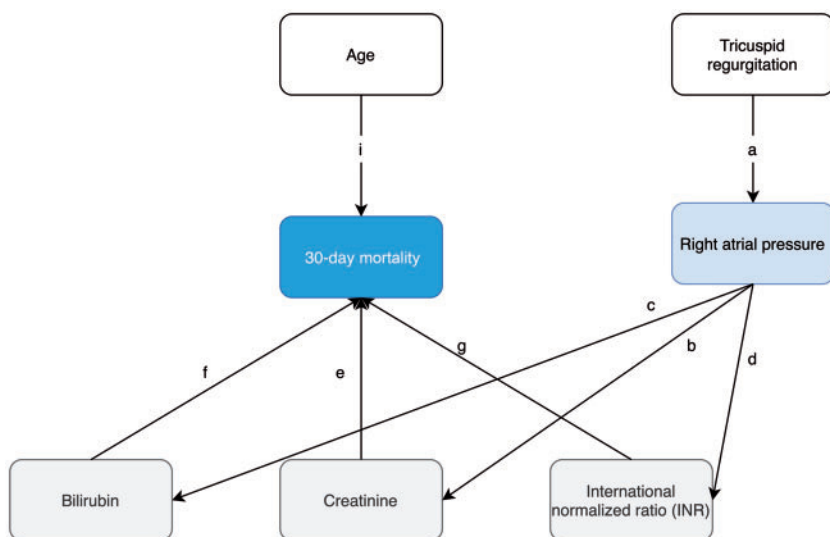 Age
Tricuspid
regurgitation
i
a
30-day mortality
Right atrial pressure
c
b
d
f
e
g
Bilirubin
Creatinine
International
normalized ratio (INR)